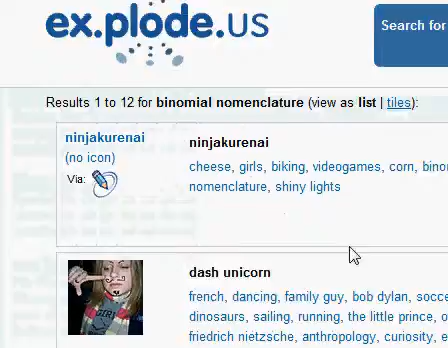 ex.plode.us
Search for
Results 1 to 12 for binomial nomenclature (view as list | tiles):
ninjakurenai
(no icon)
Via:
ninjakurenai
cheese, girls, biking, videogames, corn, bino
nomenclature, shiny lights
dash unicorn
french, dancing, family guy, bob dylan, socce
dinosaurs, sailing, running, the little prince, o
friedrich nietzsche, anthropology, curiosity, e